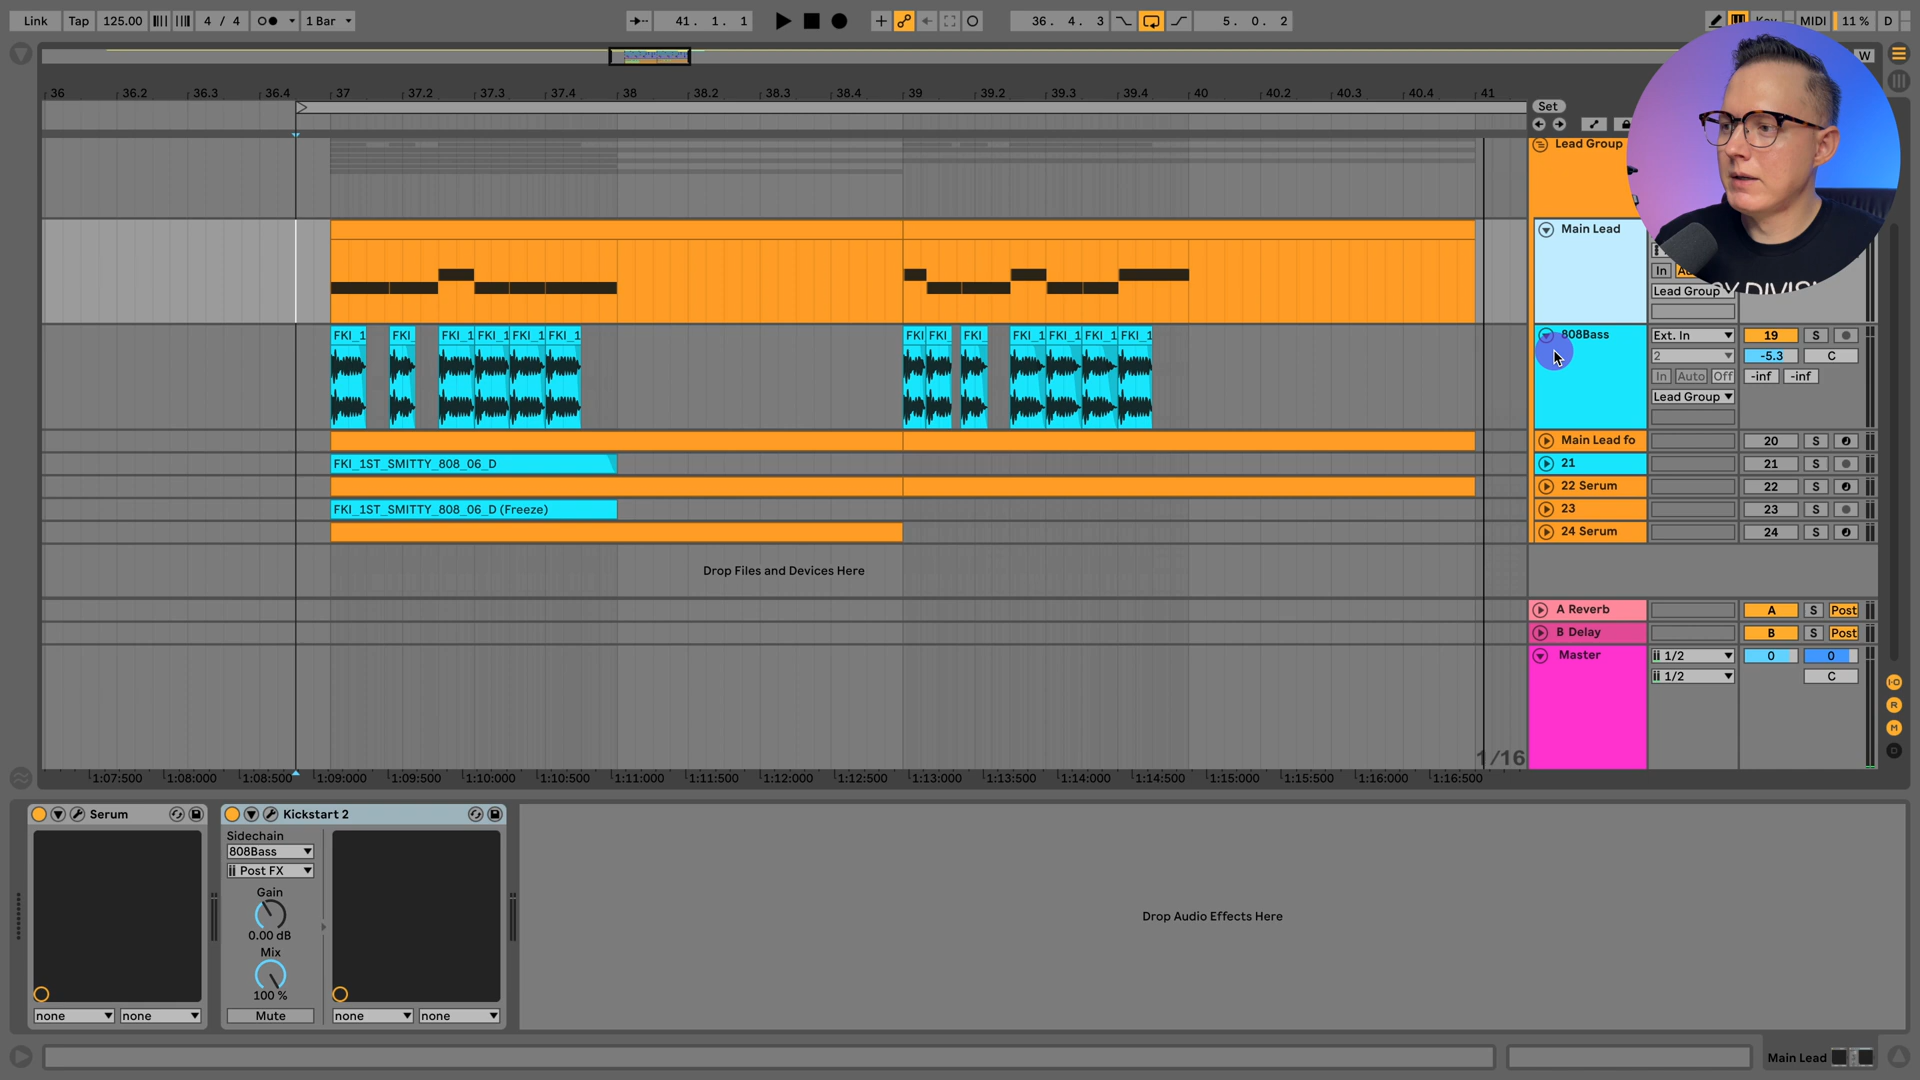 Link Tap 125.00 4 / 4 1 Bar 41. 1. 1 36. 4. 3 5. 0. 2 Key MIDI 11 % D
W
36 36.2 36.3 36.4 37 37.2 37.3 37.4 38 38.2 38.3 38.4 39 39.2 39.3 39.4 40 40.2 40.3 40.4 41
Set
Lead Group
Main Lead
In
Lead Group
FKI_1 FKI FKI_1 FKI_1 FKI_1 FKI_1 FKI FKI FKI FKI_1 FKI_1 FKI_1 FKI_1
808Bass Ext. In 19 S
2 -5.3 C
In Auto Off -inf -inf
Lead Group
Main Lead fo 20 S
FKI_1ST_SMITTY_808_06_D 21 21 S
22 Serum 22 S
FKI_1ST_SMITTY_808_06_D (Freeze) 23 23 S
24 Serum 24 S
Drop Files and Devices Here
A Reverb A S Post
B Delay B S Post
Master 1/2 0 0
1/2 C
I·O
R
M
D
1/16
1:07:500 1:08:000 1:08:500 1:09:000 1:09:500 1:10:000 1:10:500 1:11:000 1:11:500 1:12:000 1:12:500 1:13:000 1:13:500 1:14:000 1:14:500 1:15:000 1:15:500 1:16:000 1:16:500
Serum Kickstart 2
Sidechain
808Bass
Post FX
Gain
0.00 dB
Mix
100 %
none none Mute none none
Drop Audio Effects Here
Main Lead